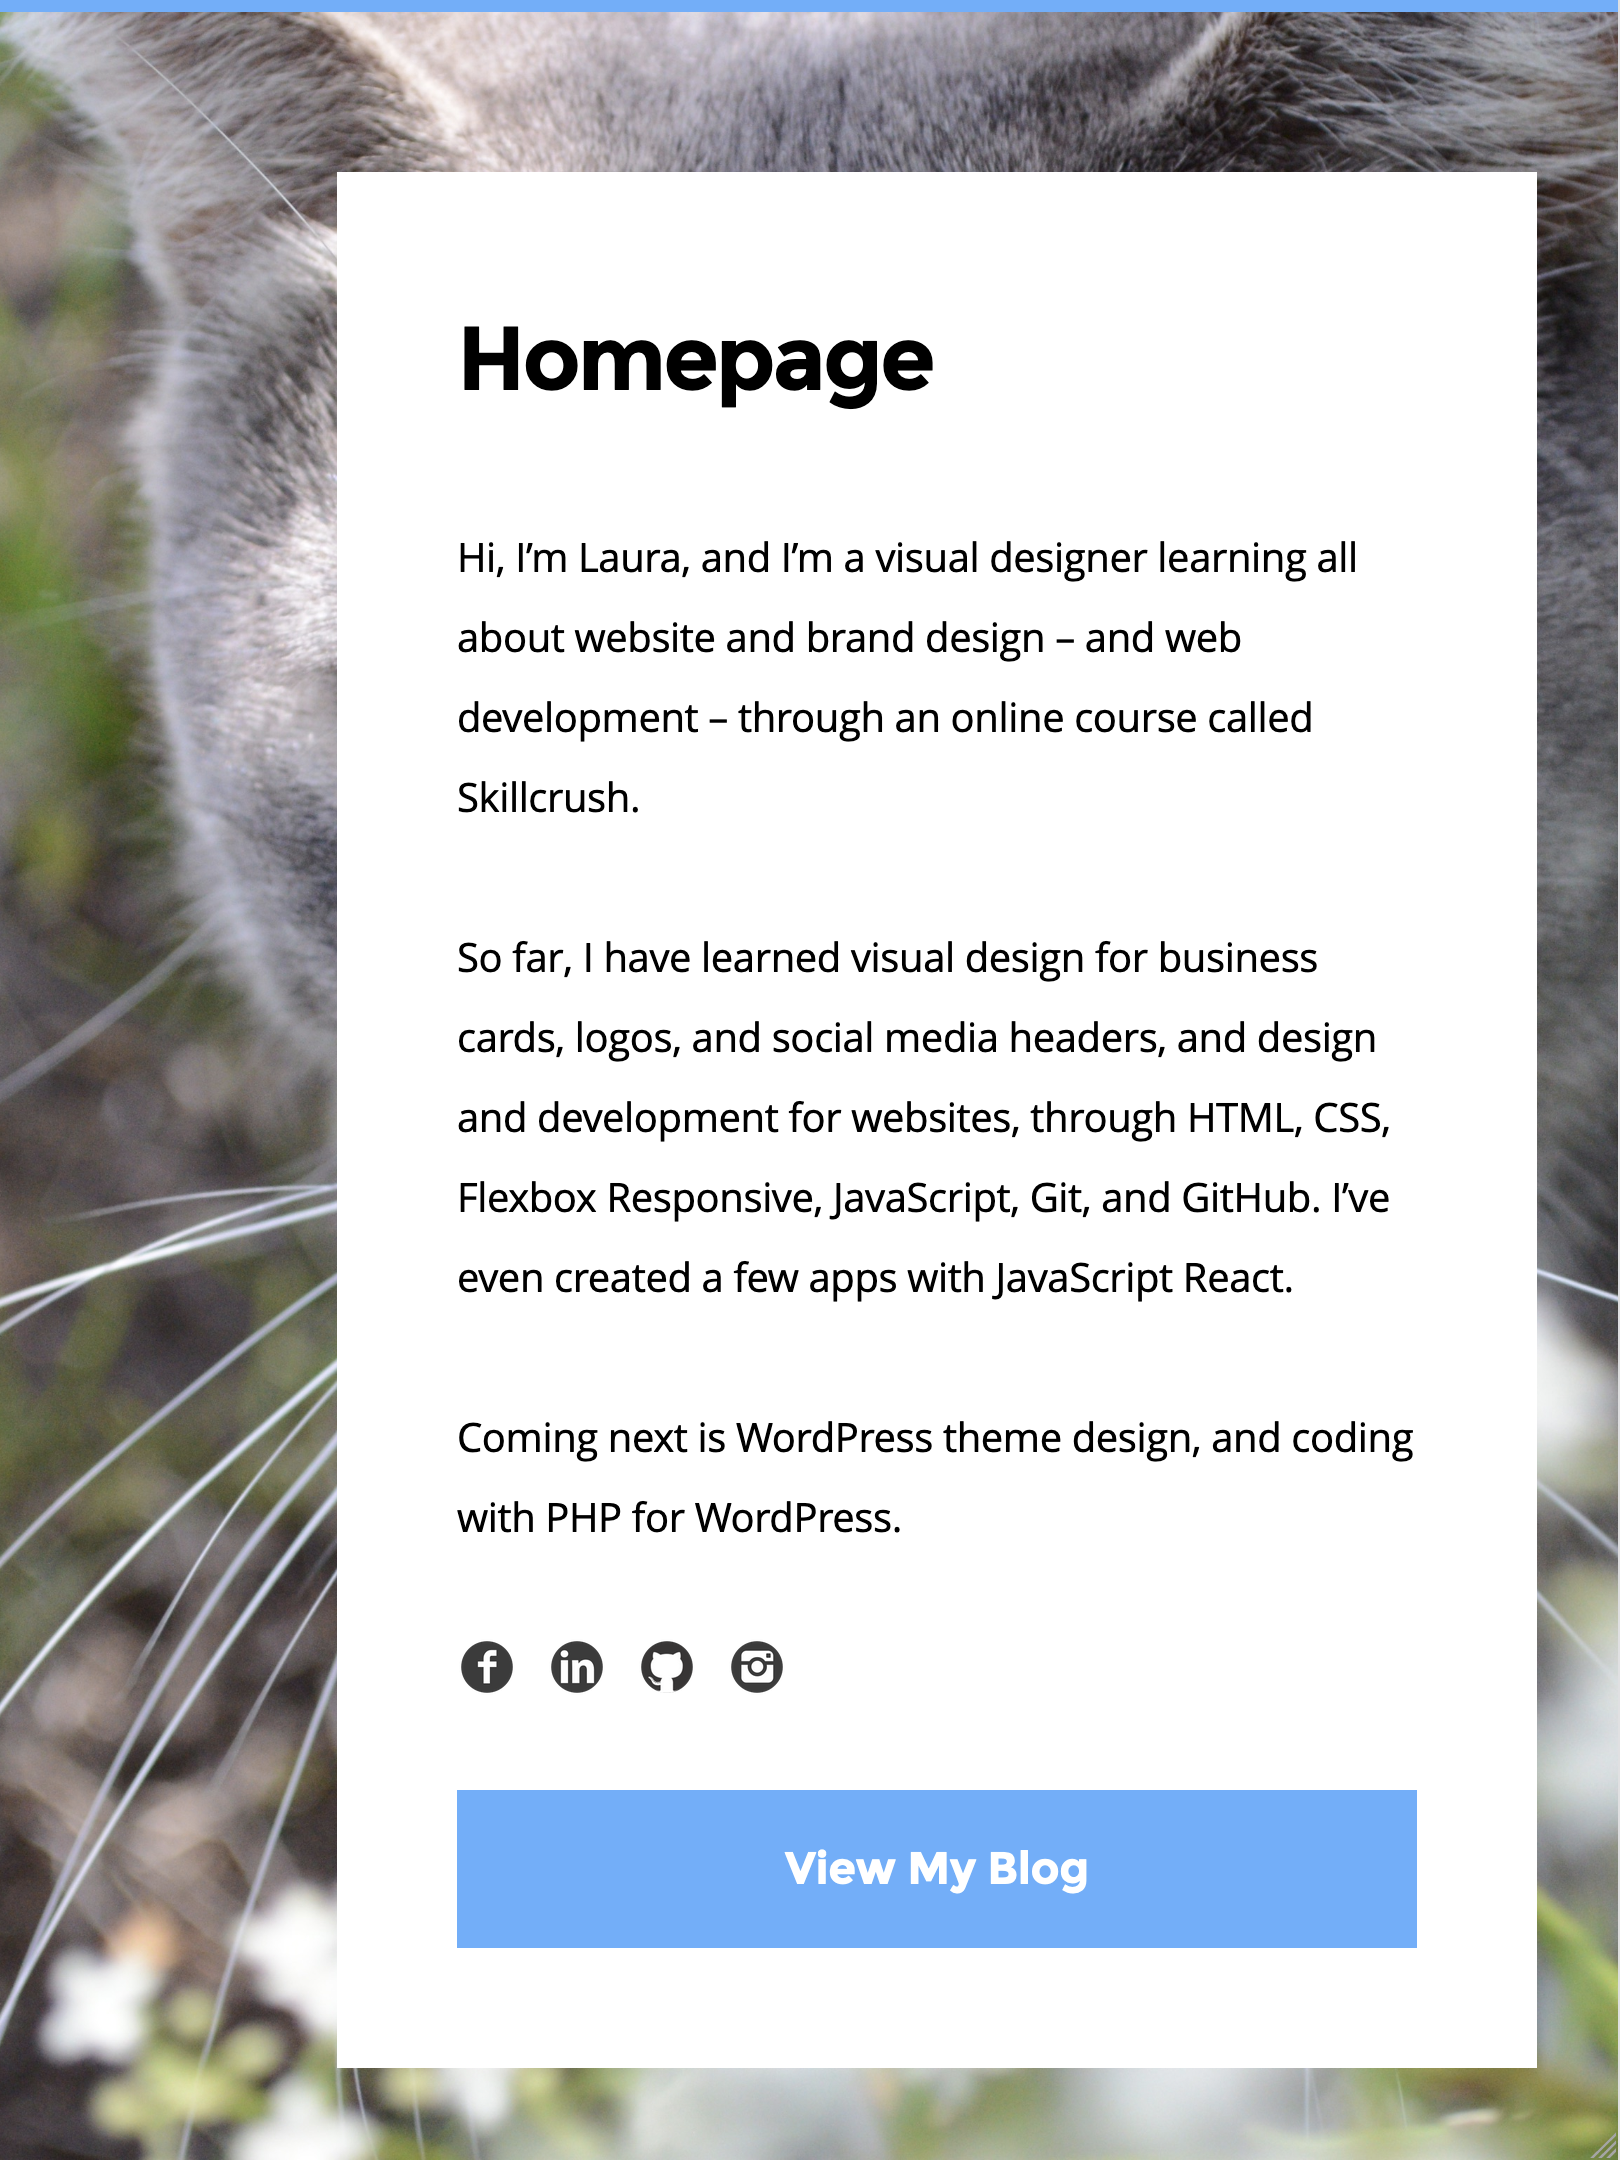 Homepage
Hi, I’m Laura, and I’m a visual designer learning all
about website and brand design – and web
development – through an online course called
Skillcrush.
So far, I have learned visual design for business
cards, logos, and social media headers, and design
and development for websites, through HTML, CSS,
Flexbox Responsive, JavaScript, Git, and GitHub. I’ve
even created a few apps with JavaScript React.
Coming next is WordPress theme design, and coding
with PHP for WordPress.
f in
View My Blog